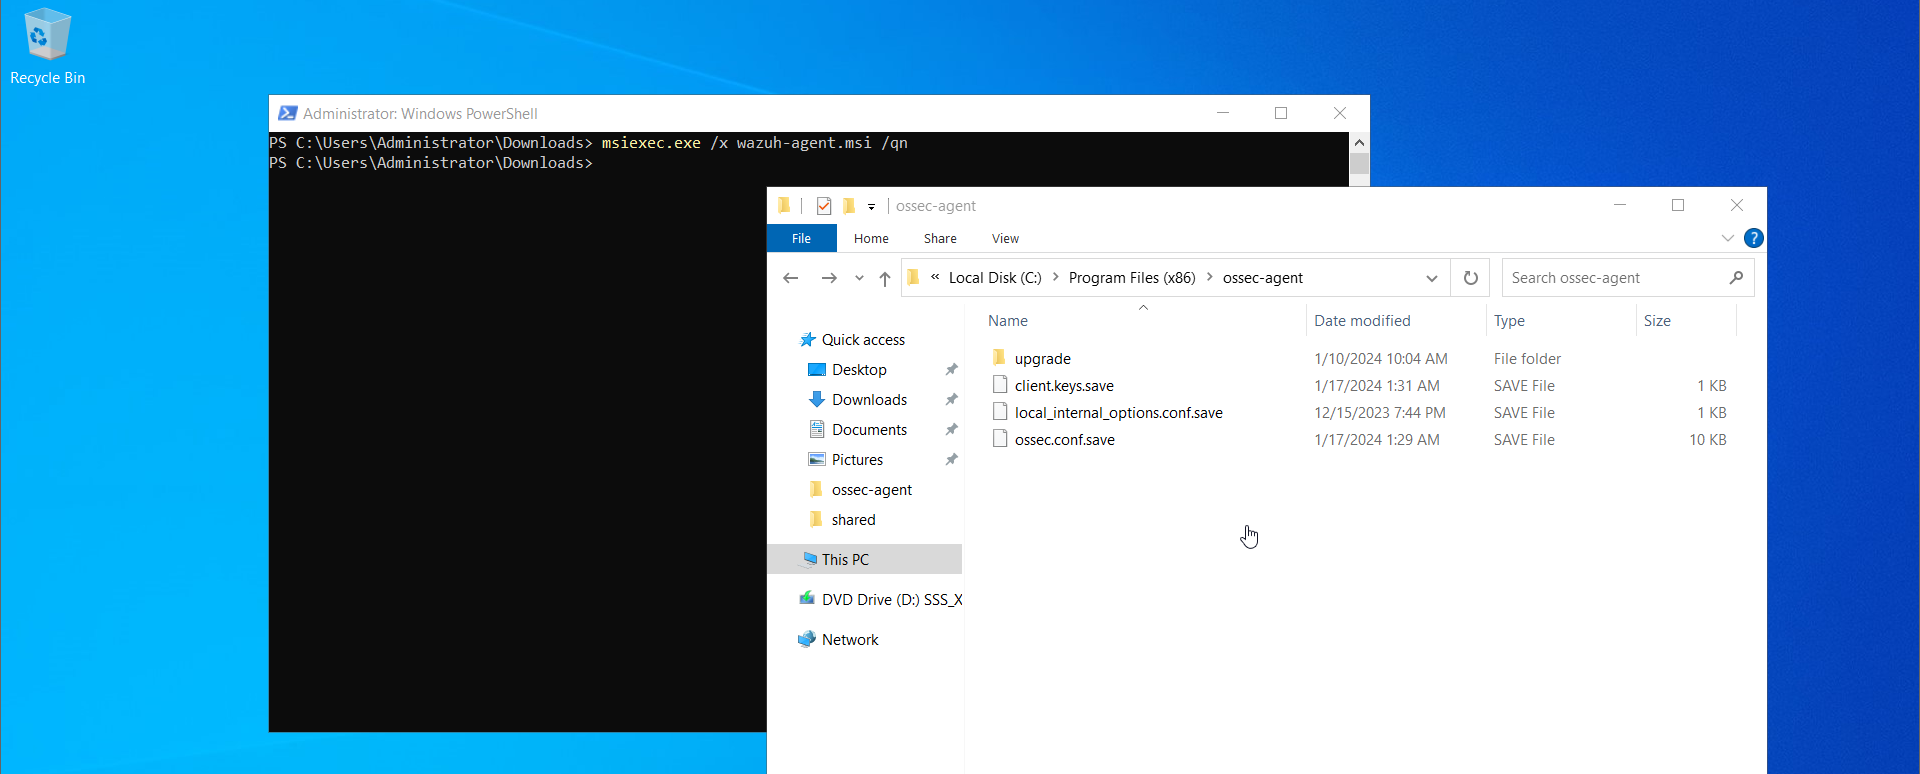 Recycle Bin
Administrator: Windows PowerShell
PS C:\Users\Administrator\Downloads> msiexec.exe /x wazuh-agent.msi /qn
PS C:\Users\Administrator\Downloads>
ossec-agent
File Home Share View ?
« Local Disk (C:) > Program Files (x86) > ossec-agent Search ossec-agent
Name Date modified Type Size
Quick access
Desktop
Downloads
Documents
Pictures
ossec-agent
shared
This PC
DVD Drive (D:) SSS_X
Network
upgrade 1/10/2024 10:04 AM File folder
client.keys.save 1/17/2024 1:31 AM SAVE File 1 KB
local_internal_options.conf.save 12/15/2023 7:44 PM SAVE File 1 KB
ossec.conf.save 1/17/2024 1:29 AM SAVE File 10 KB